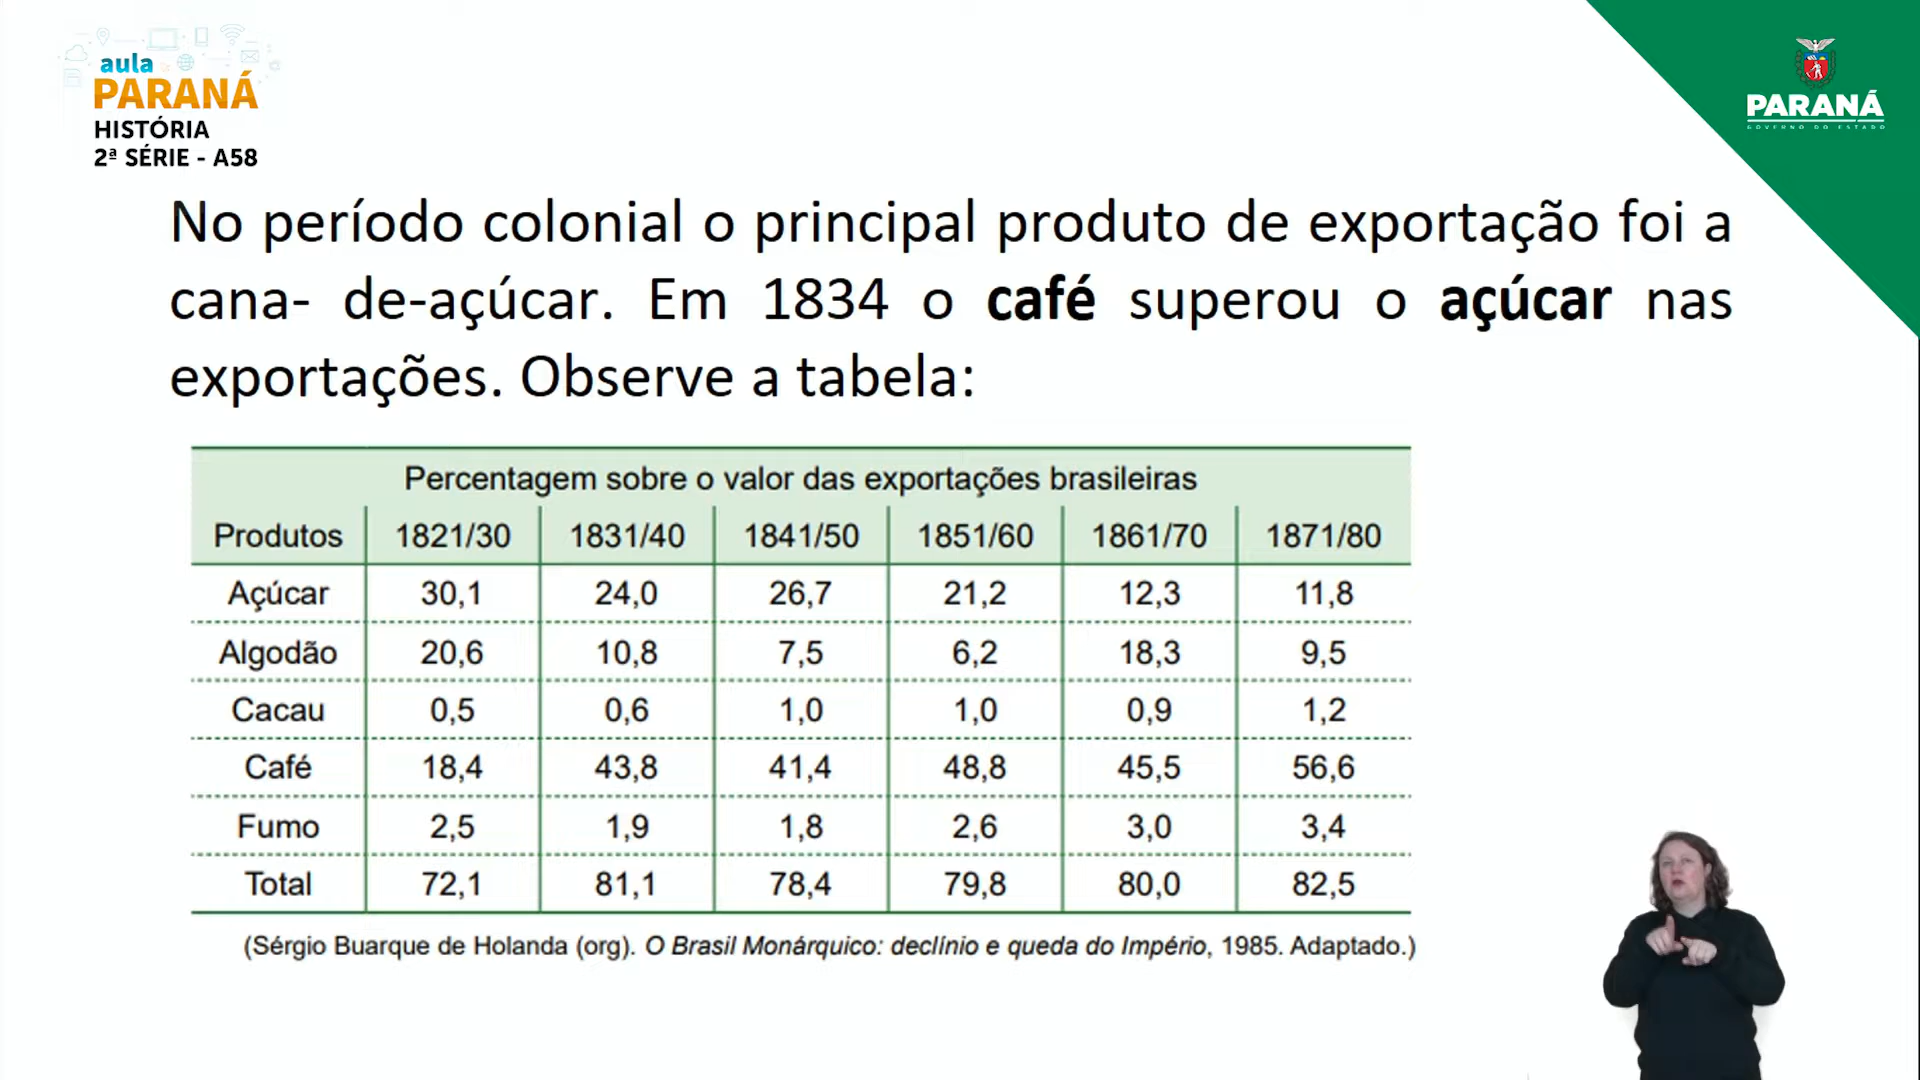 aula
PARANÁ
HISTÓRIA
2ª SÉRIE - A58
PARANÁ
GOVERNO DO ESTADO
No período colonial o principal produto de exportação foi a
cana- de-açúcar. Em 1834 o café superou o açúcar nas
exportações. Observe a tabela:
Percentagem sobre o valor das exportações brasileiras
Produtos 1821/30 1831/40 1841/50 1851/60 1861/70 1871/80
Açúcar 30,1 24,0 26,7 21,2 12,3 11,8
Algodão 20,6 10,8 7,5 6,2 18,3 9,5
Cacau 0,5 0,6 1,0 1,0 0,9 1,2
Café 18,4 43,8 41,4 48,8 45,5 56,6
Fumo 2,5 1,9 1,8 2,6 3,0 3,4
Total 72,1 81,1 78,4 79,8 80,0 82,5
(Sérgio Buarque de Holanda (org). O Brasil Monárquico: declínio e queda do Império, 1985. Adaptado.)